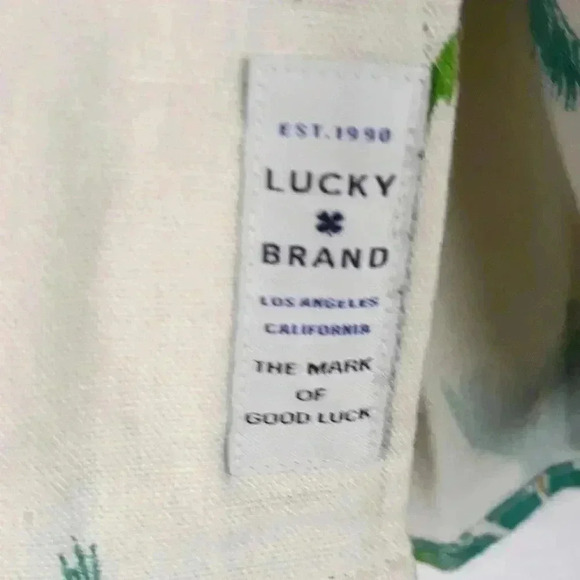 EST.1990
LUCKY
BRAND
LOS ANGELES
CALIFORNIA
THE MARK
OF
GOOD LUCK